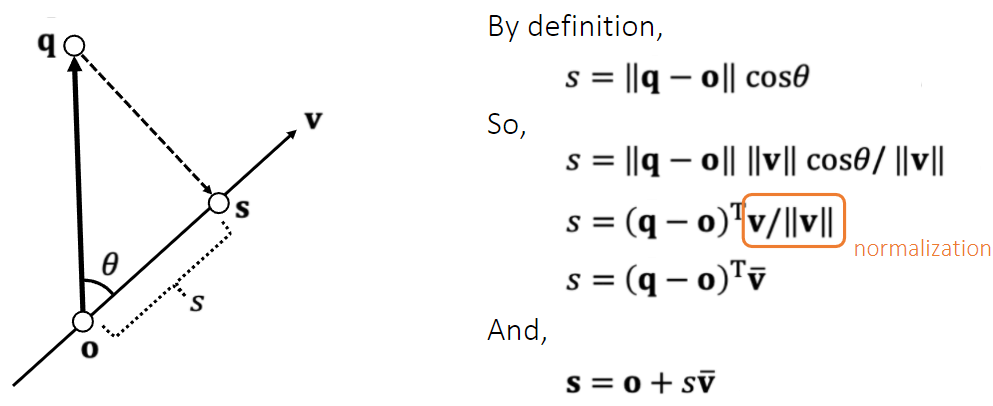 q
v
s
θ
s
o
By definition,
s = ‖𝐪 − 𝐨‖ cosθ
So,
s = ‖𝐪 − 𝐨‖ ‖𝐯‖ cosθ/ ‖𝐯‖
s = (𝐪 − 𝐨)ᵀ𝐯/‖𝐯‖
normalization
s = (𝐪 − 𝐨)ᵀ𝐯̄
And,
𝐬 = 𝐨 + s𝐯̄